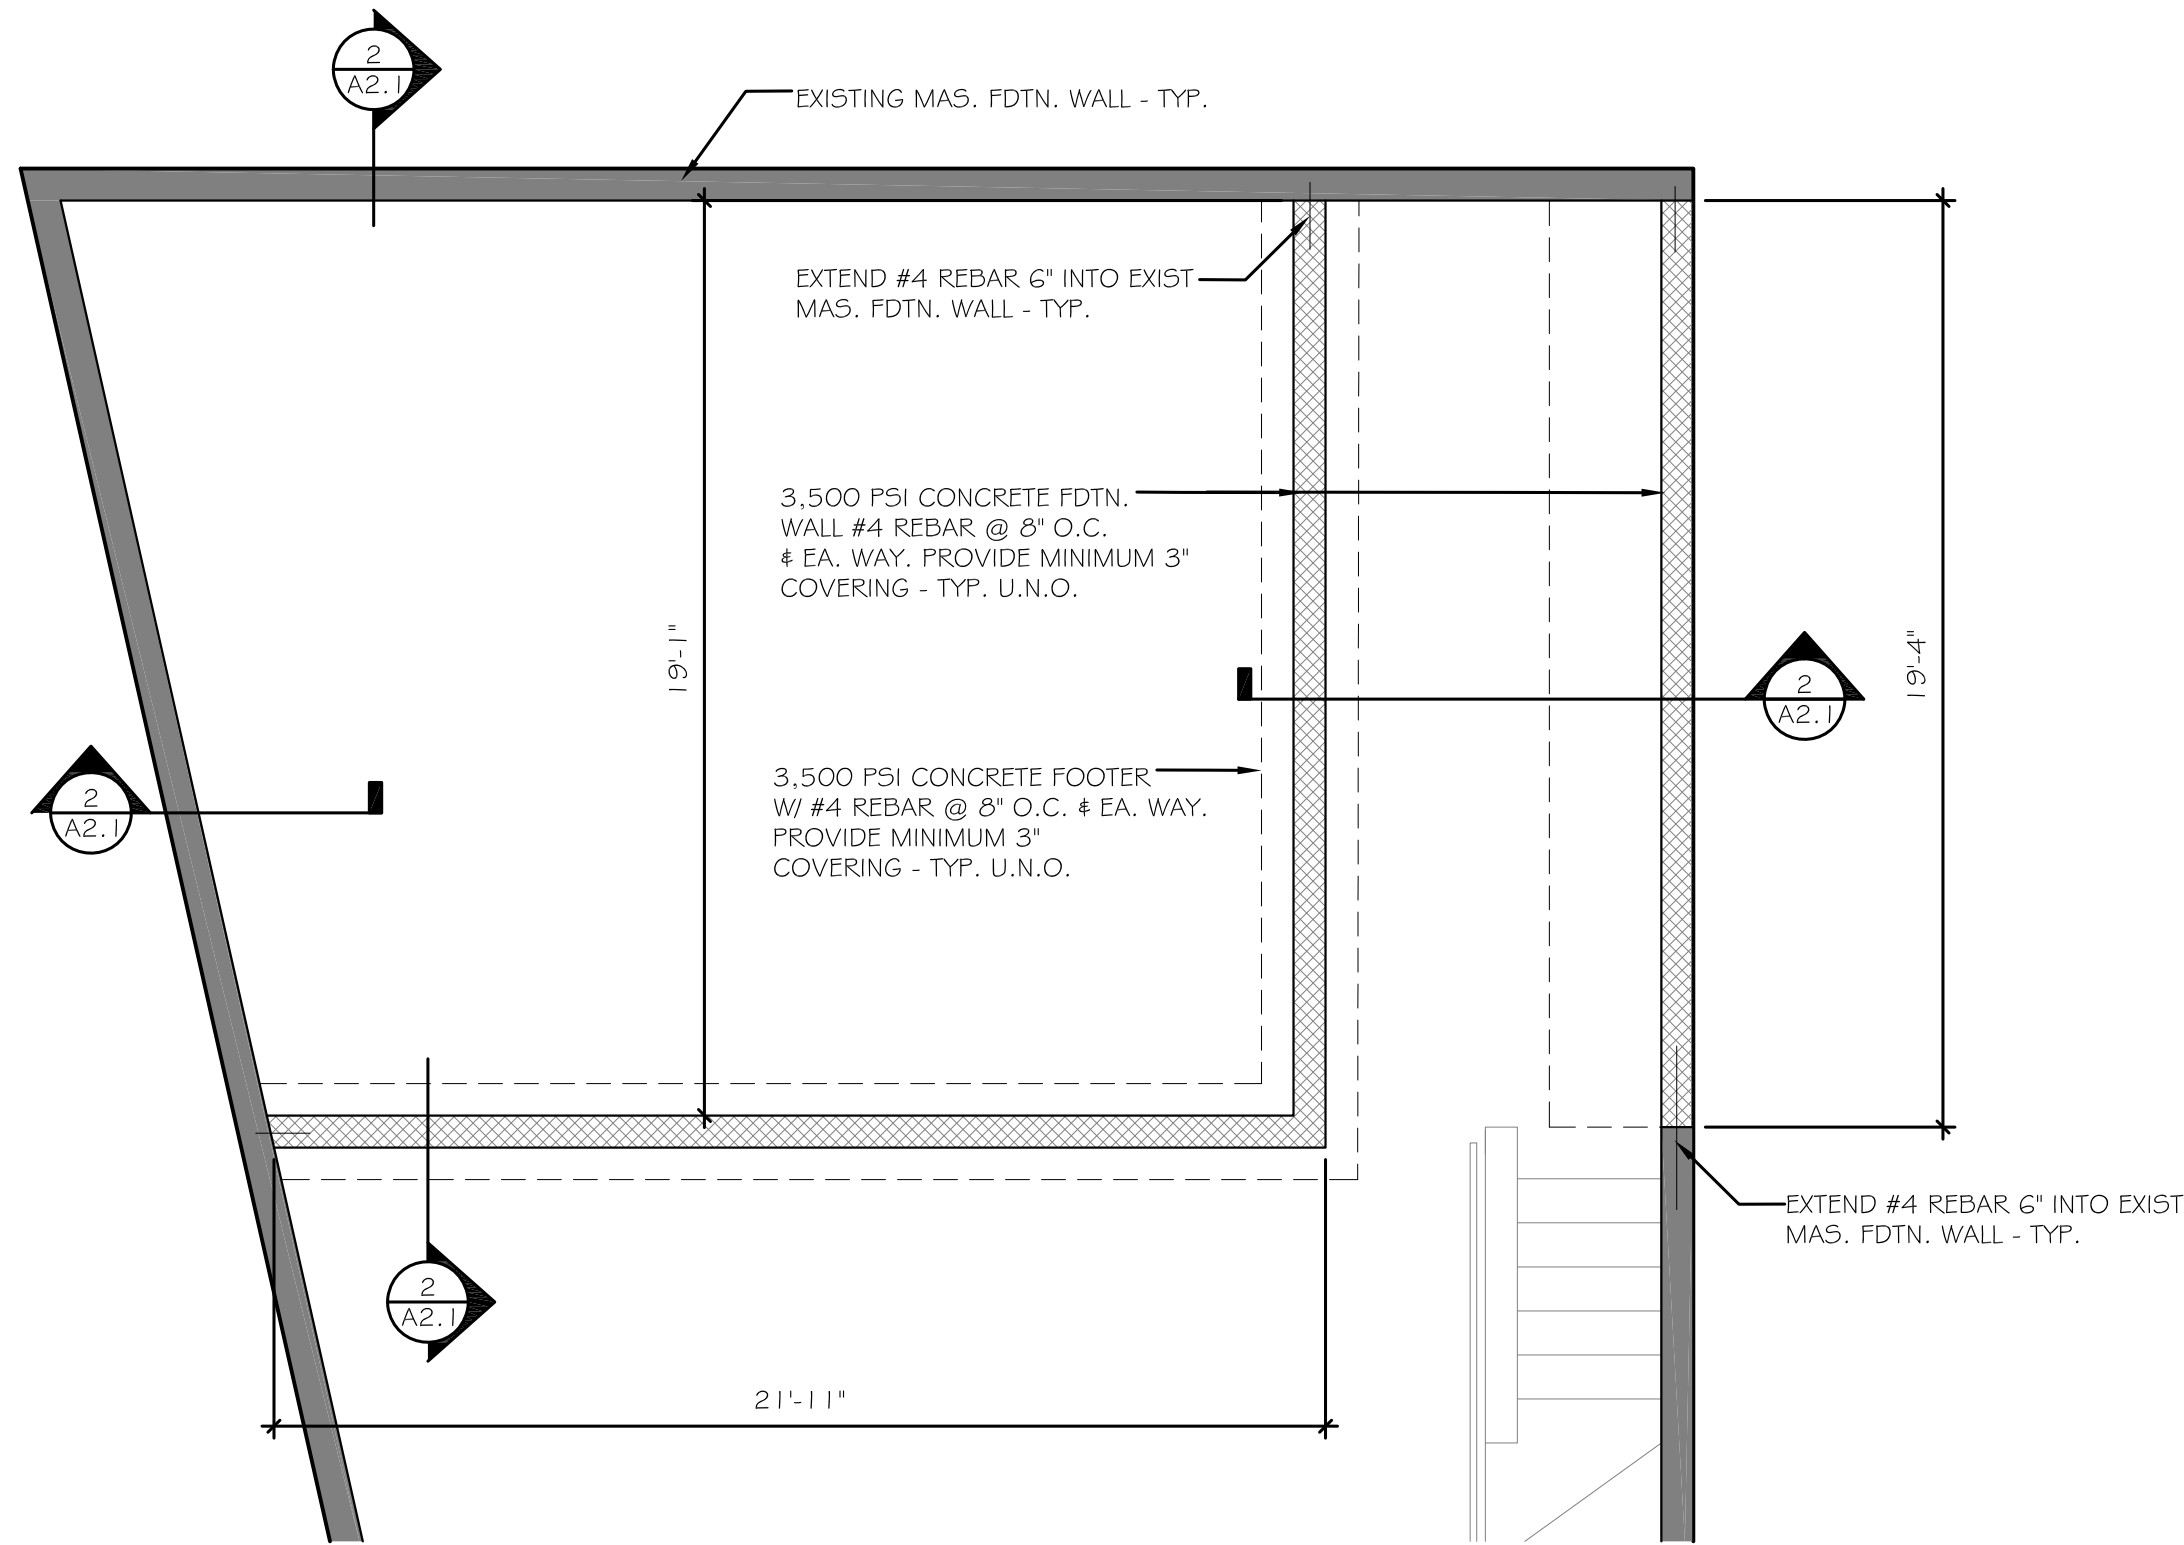 2
A2.1
EXISTING MAS. FDTN. WALL - TYP.
EXTEND #4 REBAR 6" INTO EXIST
MAS. FDTN. WALL - TYP.
3,500 PSI CONCRETE FDTN.
WALL #4 REBAR @ 8" O.C.
& EA. WAY. PROVIDE MINIMUM 3"
COVERING - TYP. U.N.O.
19'-1"
19'-4"
2
A2.1
2
A2.1
3,500 PSI CONCRETE FOOTER
W/ #4 REBAR @ 8" O.C. & EA. WAY.
PROVIDE MINIMUM 3"
COVERING - TYP. U.N.O.
EXTEND #4 REBAR 6" INTO EXIST
MAS. FDTN. WALL - TYP.
2
A2.1
21'-11"